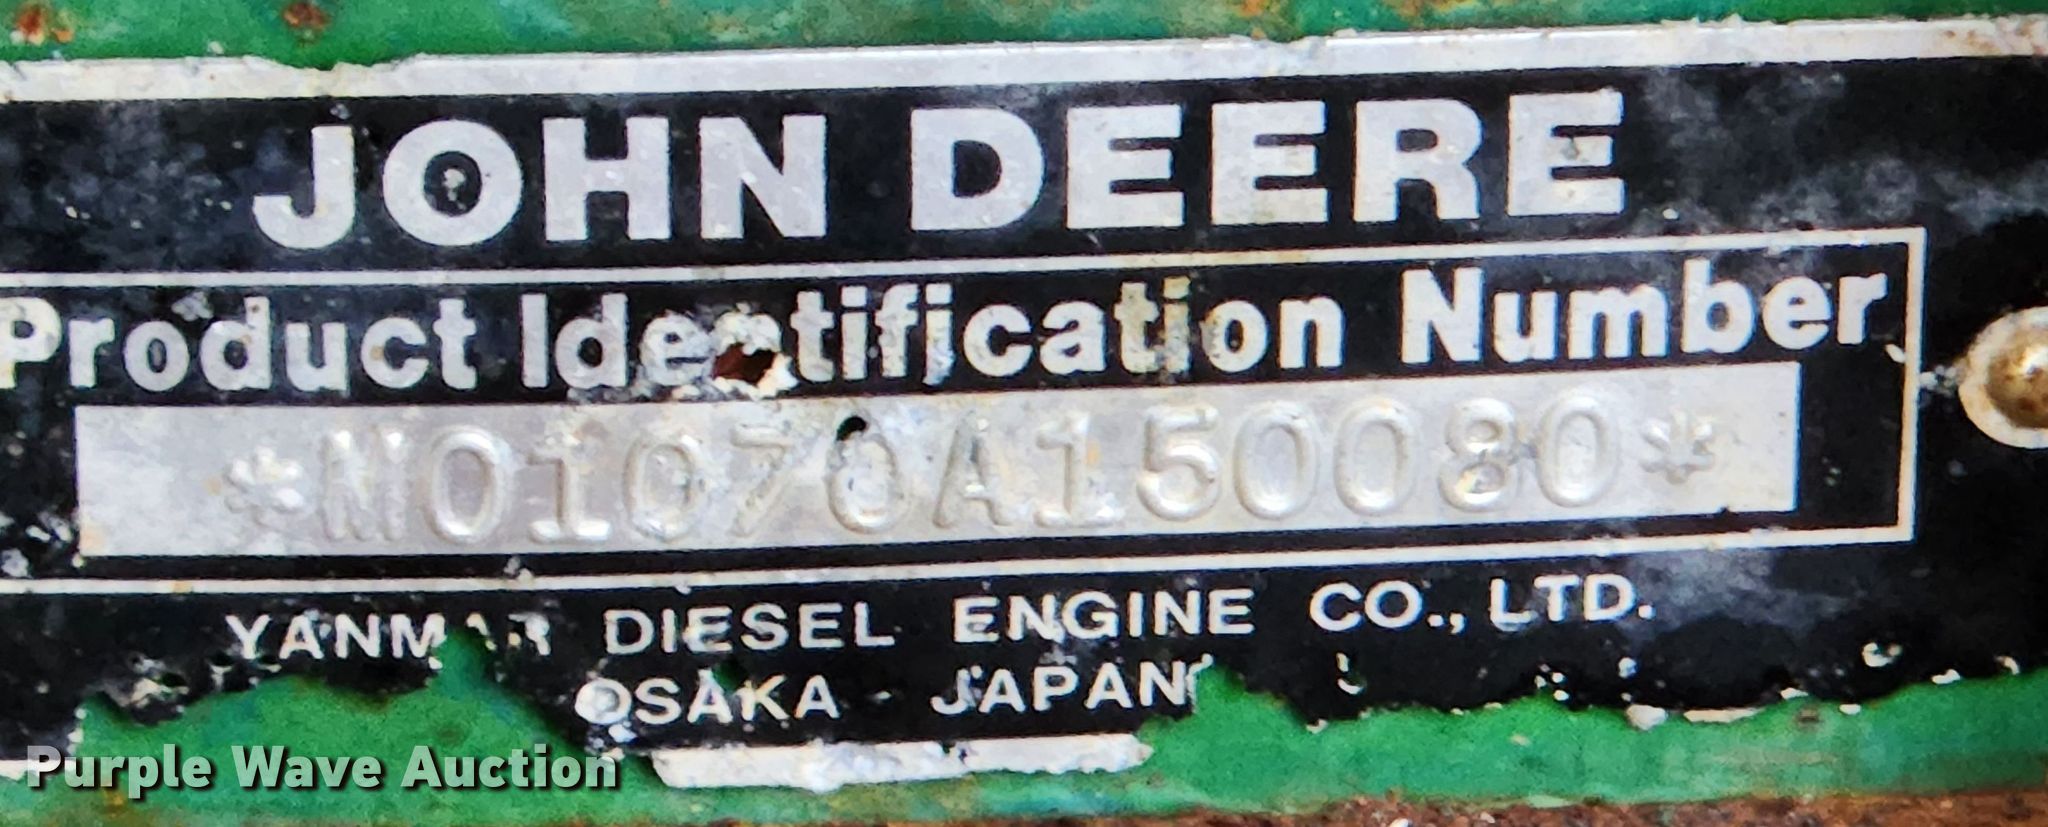 JOHN DEERE
Product Identification Number
*M01070A150080*
YANMAR DIESEL ENGINE CO., LTD.
OSAKA JAPAN
Purple Wave Auction